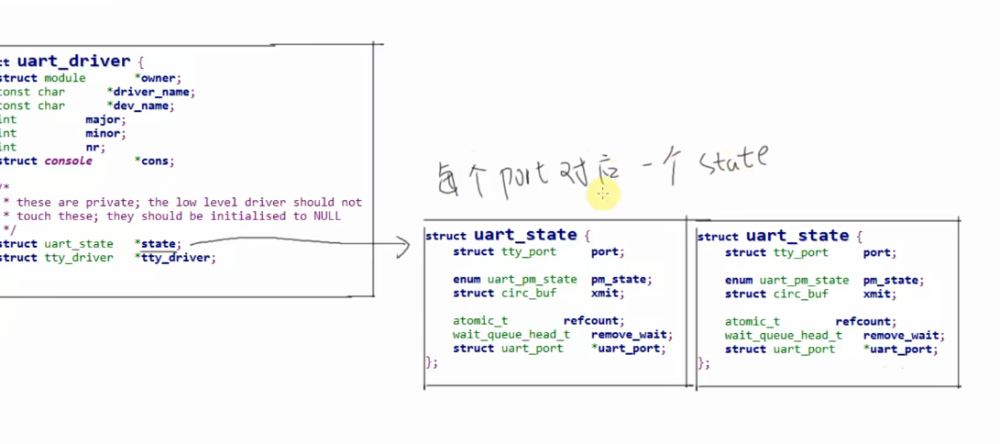 ct uart_driver {
struct module *owner;
const char *driver_name;
const char *dev_name;
int major;
int minor;
int nr;
struct console *cons;
/*
* these are private; the low level driver should not
* touch these; they should be initialised to NULL
*/
struct uart_state *state;
struct tty_driver *tty_driver;
每个port对应一个state
struct uart_state {
struct tty_port port;
enum uart_pm_state pm_state;
struct circ_buf xmit;
atomic_t refcount;
wait_queue_head_t remove_wait;
struct uart_port *uart_port;
};
struct uart_state {
struct tty_port port;
enum uart_pm_state pm_state;
struct circ_buf xmit;
atomic_t refcount;
wait_queue_head_t remove_wait;
struct uart_port *uart_port;
};